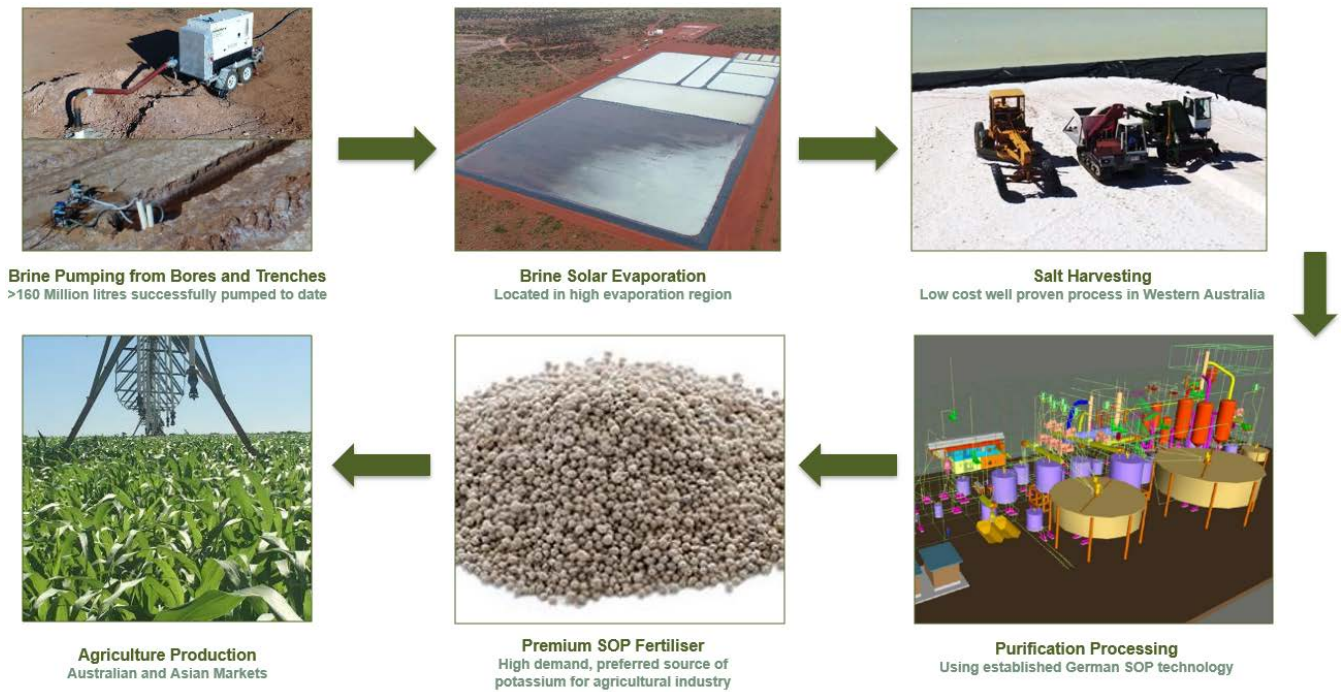 Brine Pumping from Bores and Trenches
>160 Million litres successfully pumped to date
Brine Solar Evaporation
Located in high evaporation region
Salt Harvesting
Low cost well proven process in Western Australia
Purification Processing
Using established German SOP technology
Premium SOP Fertiliser
High demand, preferred source of
potassium for agricultural industry
Agriculture Production
Australian and Asian Markets